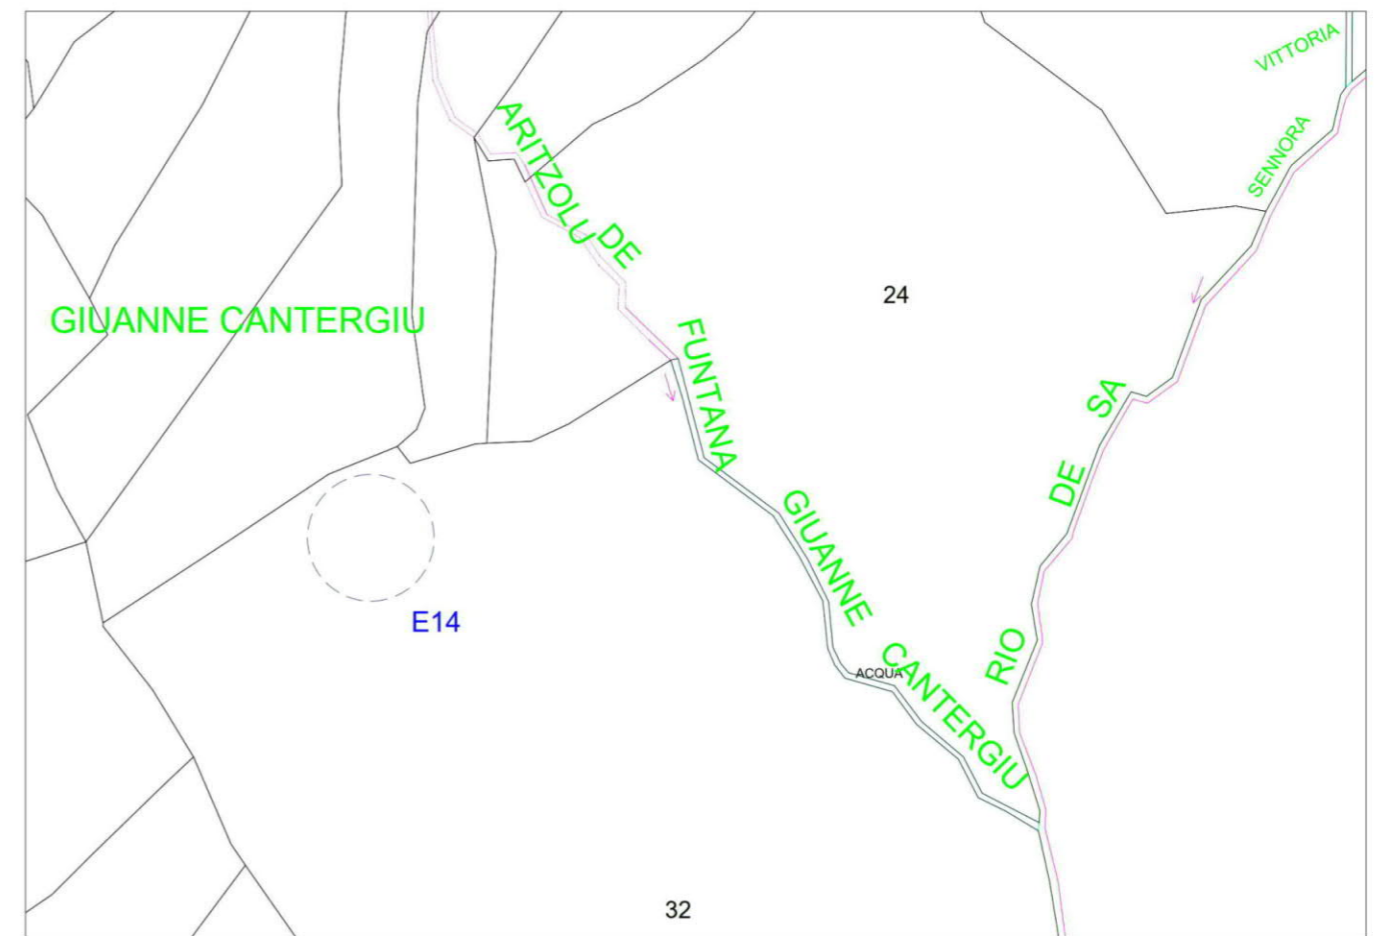 VITTORIA
SENNORA
ARITZOLU
DE
24
GIUANNE CANTERGIU
FUNTANA
SA
DE
GIUANNE
E14
RIO
ACQUA
CANTERGIU
32